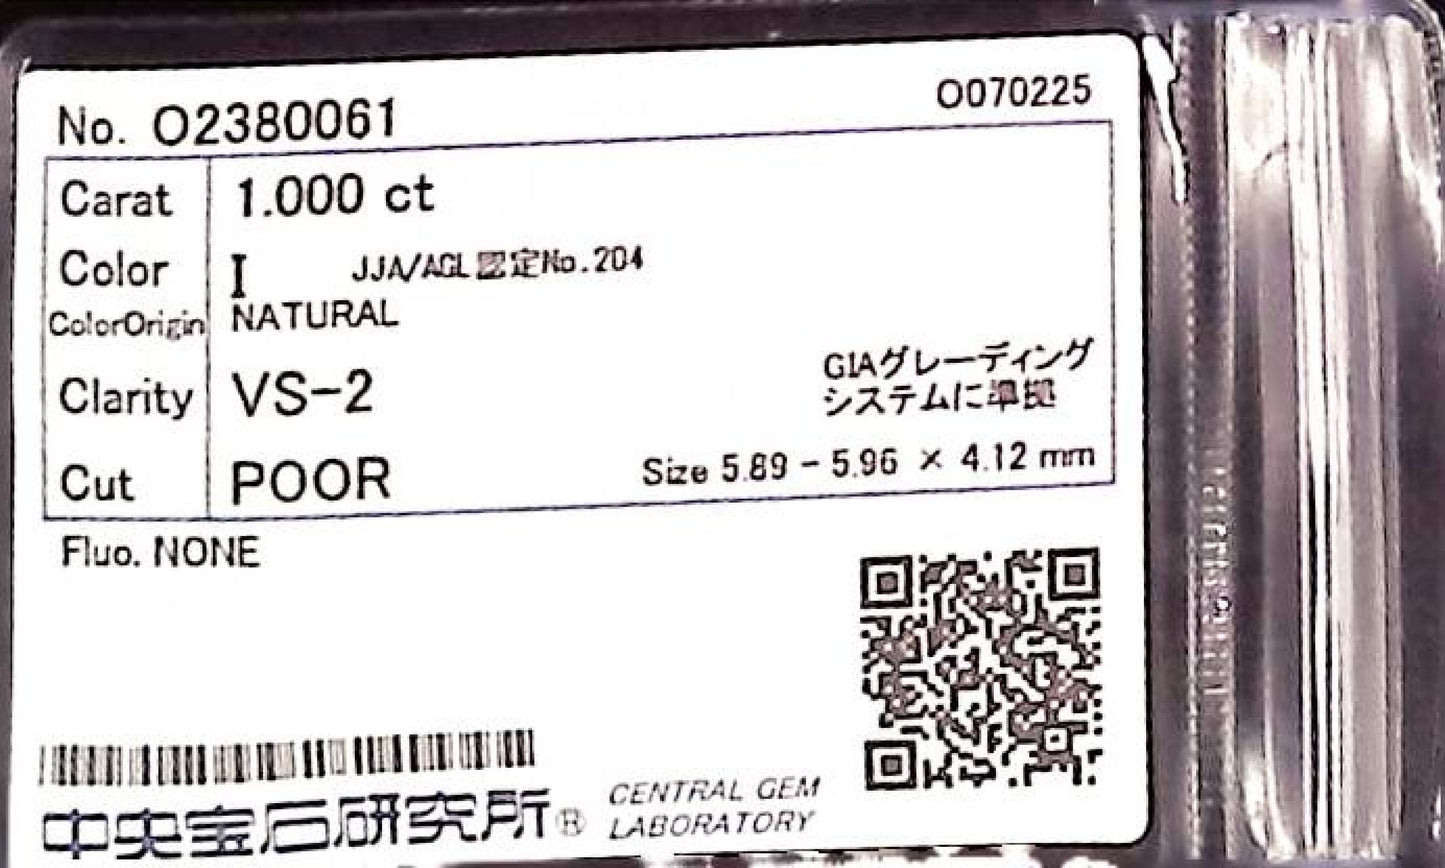 No. O2380061
O070225
Carat 1.000 ct
Color I JJA/AGL認定No.204
ColorOrigin NATURAL
Clarity VS-2
GIAグレーディング
システムに準拠
Cut POOR Size 5.89 - 5.96 × 4.12 mm
Fluo. NONE
中央宝石研究所®
CENTRAL GEM
LABORATORY